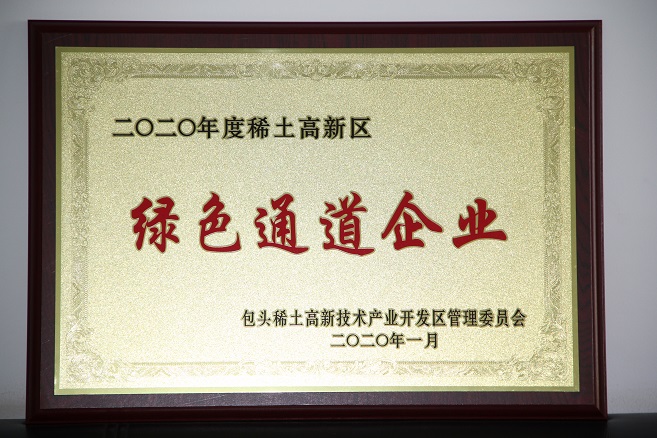 二〇二〇年度稀土高新区
绿色通道企业
包头稀土高新技术产业开发区管理委员会
二〇二〇年一月